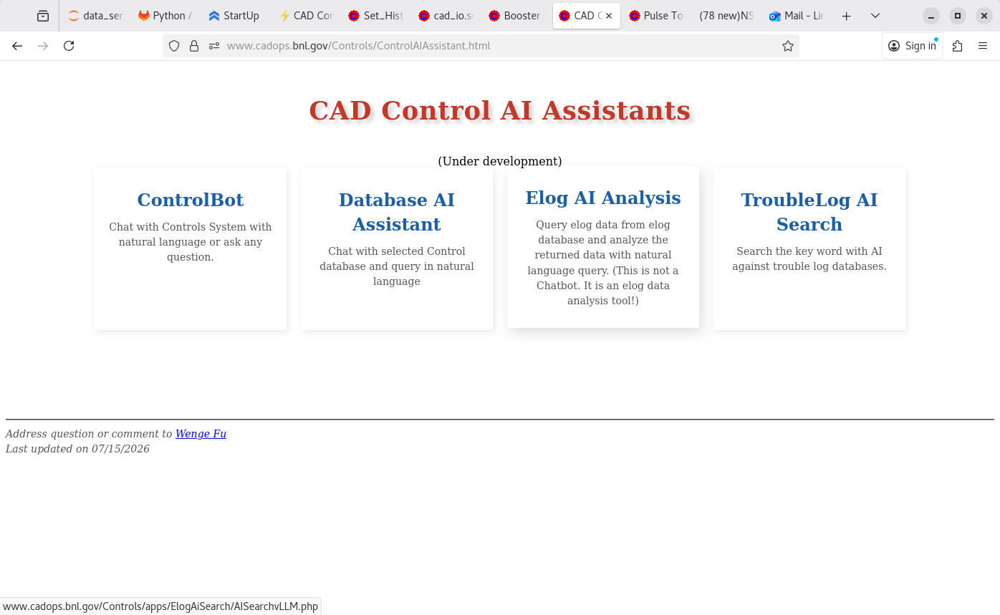 data_ser
Python /
StartUp
CAD Cor
Set_Hist
cad_io.sc
Booster
CAD C
Pulse To
(78 new)NS
Mail - Lin
www.cadops.bnl.gov/Controls/ControlAIAssistant.html
Sign in
CAD Control AI Assistants
(Under development)
ControlBot
Chat with Controls System with
natural language or ask any
question.
Database AI
Assistant
Chat with selected Control
database and query in natural
language
Elog AI Analysis
Query elog data from elog
database and analyze the
returned data with natural
language query. (This is not a
Chatbot. It is an elog data
analysis tool!)
TroubleLog AI
Search
Search the key word with AI
against trouble log databases.
Address question or comment to Wenge Fu
Last updated on 07/15/2026
www.cadops.bnl.gov/Controls/apps/ElogAiSearch/AISearchvLLM.php